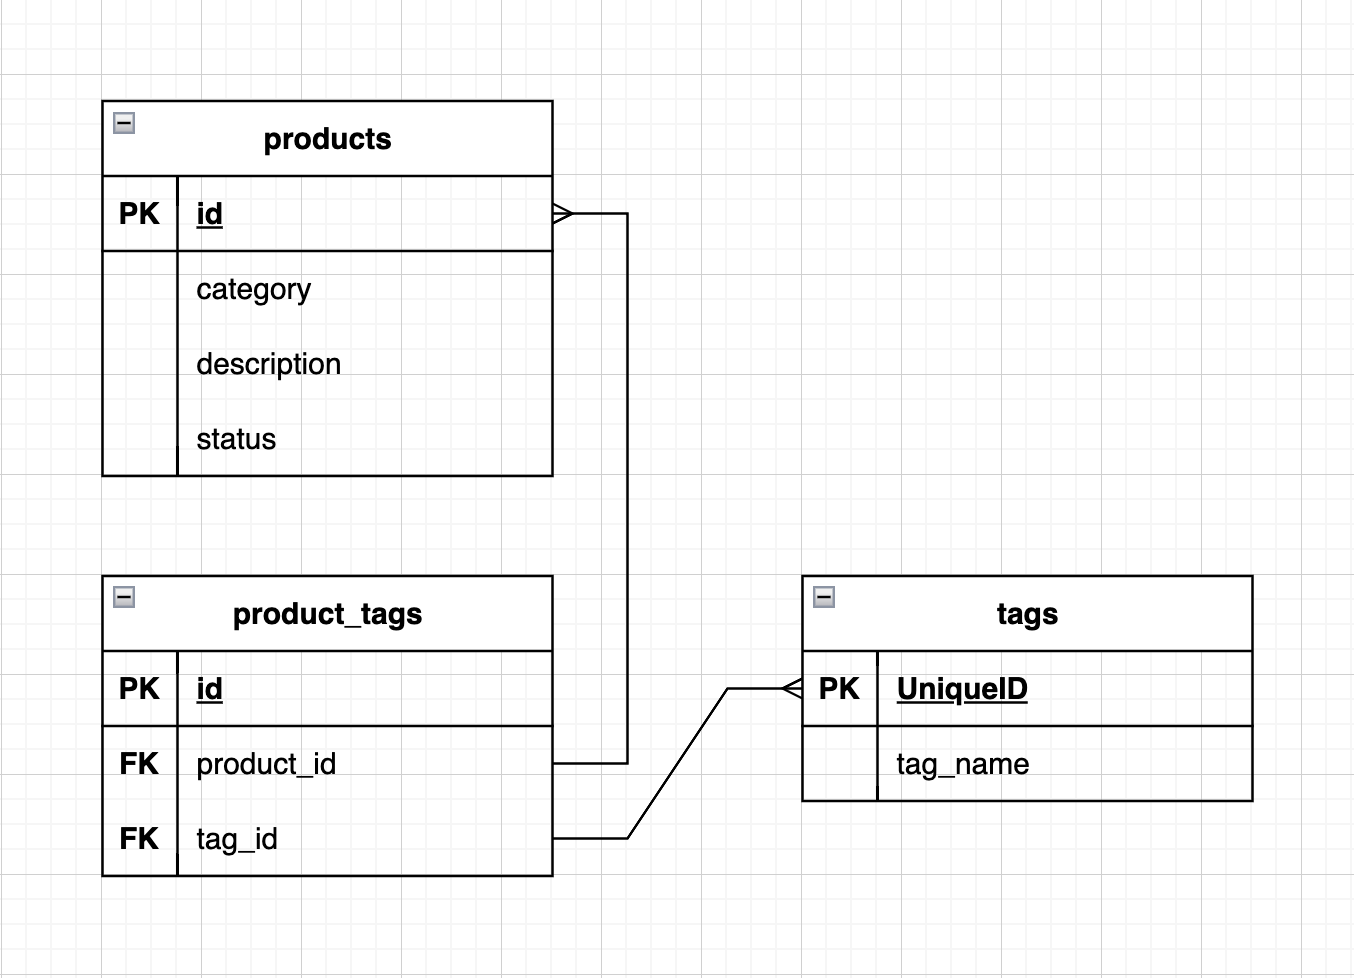 products
PK id
category
description
status
product_tags
PK id
FK product_id
FK tag_id
tags
PK UniqueID
tag_name